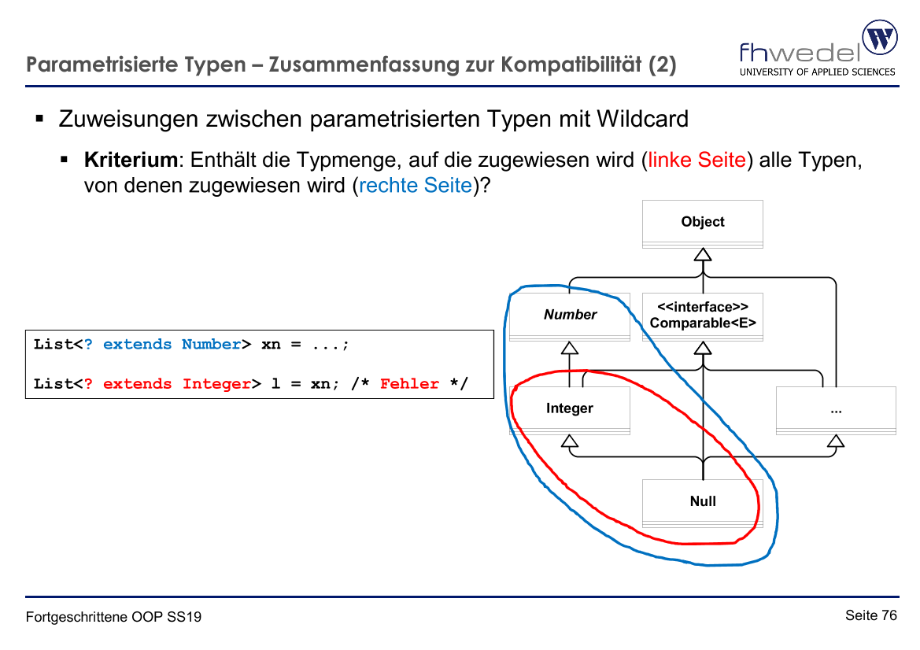 Parametrisierte Typen – Zusammenfassung zur Kompatibilität (2)
fhwedel
UNIVERSITY OF APPLIED SCIENCES
▪ Zuweisungen zwischen parametrisierten Typen mit Wildcard
▪ Kriterium: Enthält die Typmenge, auf die zugewiesen wird (linke Seite) alle Typen,
von denen zugewiesen wird (rechte Seite)?
Object
Number
<<interface>>
Comparable<E>
List<? extends Number> xn = ...;
List<? extends Integer> l = xn; /* Fehler */
Integer
...
Null
Fortgeschrittene OOP SS19
Seite 76